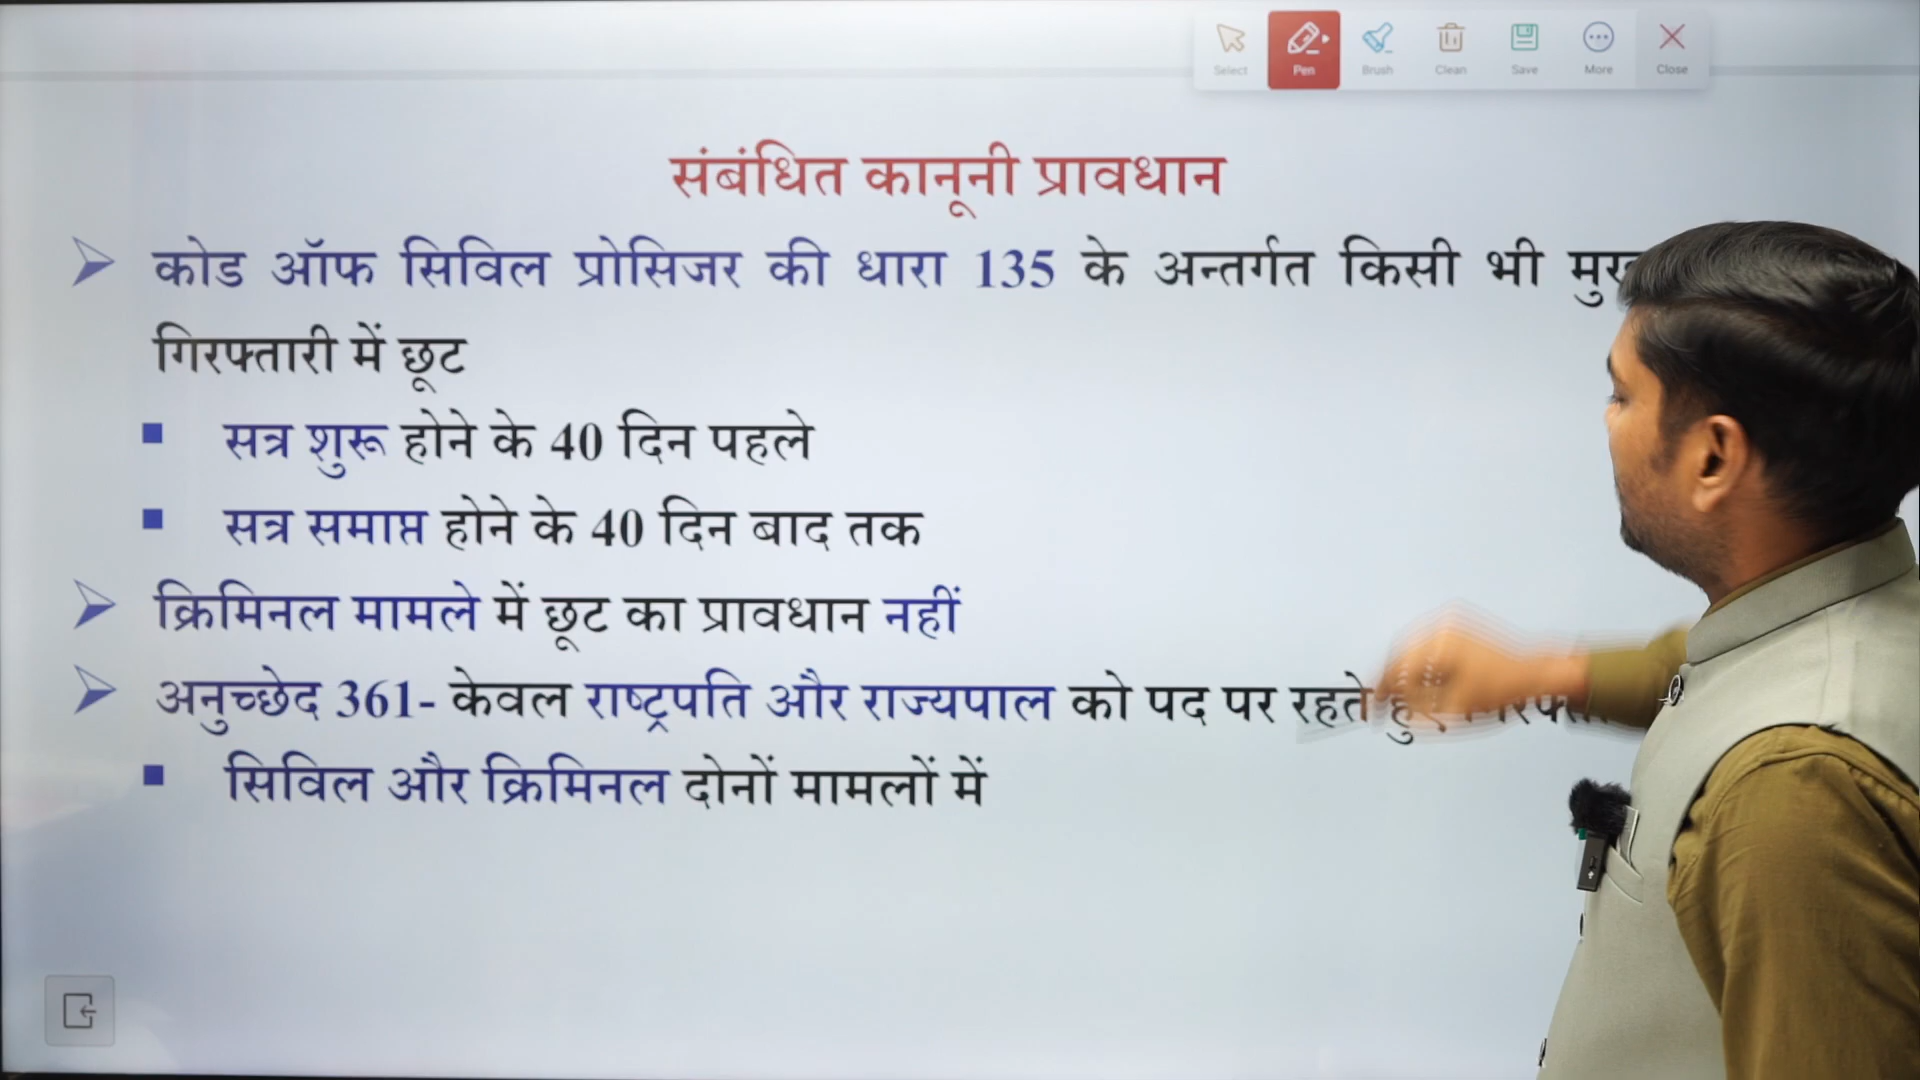 Select Pen Brush Clean Save More Close
संबंधित कानूनी प्रावधान
कोड ऑफ सिविल प्रोसिजर की धारा 135 के अन्तर्गत किसी भी
गिरफ्तारी में छूट
सत्र शुरू होने के 40 दिन पहले
सत्र समाप्त होने के 40 दिन बाद तक
क्रिमिनल मामले में छूट का प्रावधान नहीं
अनुच्छेद 361- केवल राष्ट्रपति और राज्यपाल को पद पर रहते
सिविल और क्रिमिनल दोनों मामलों में